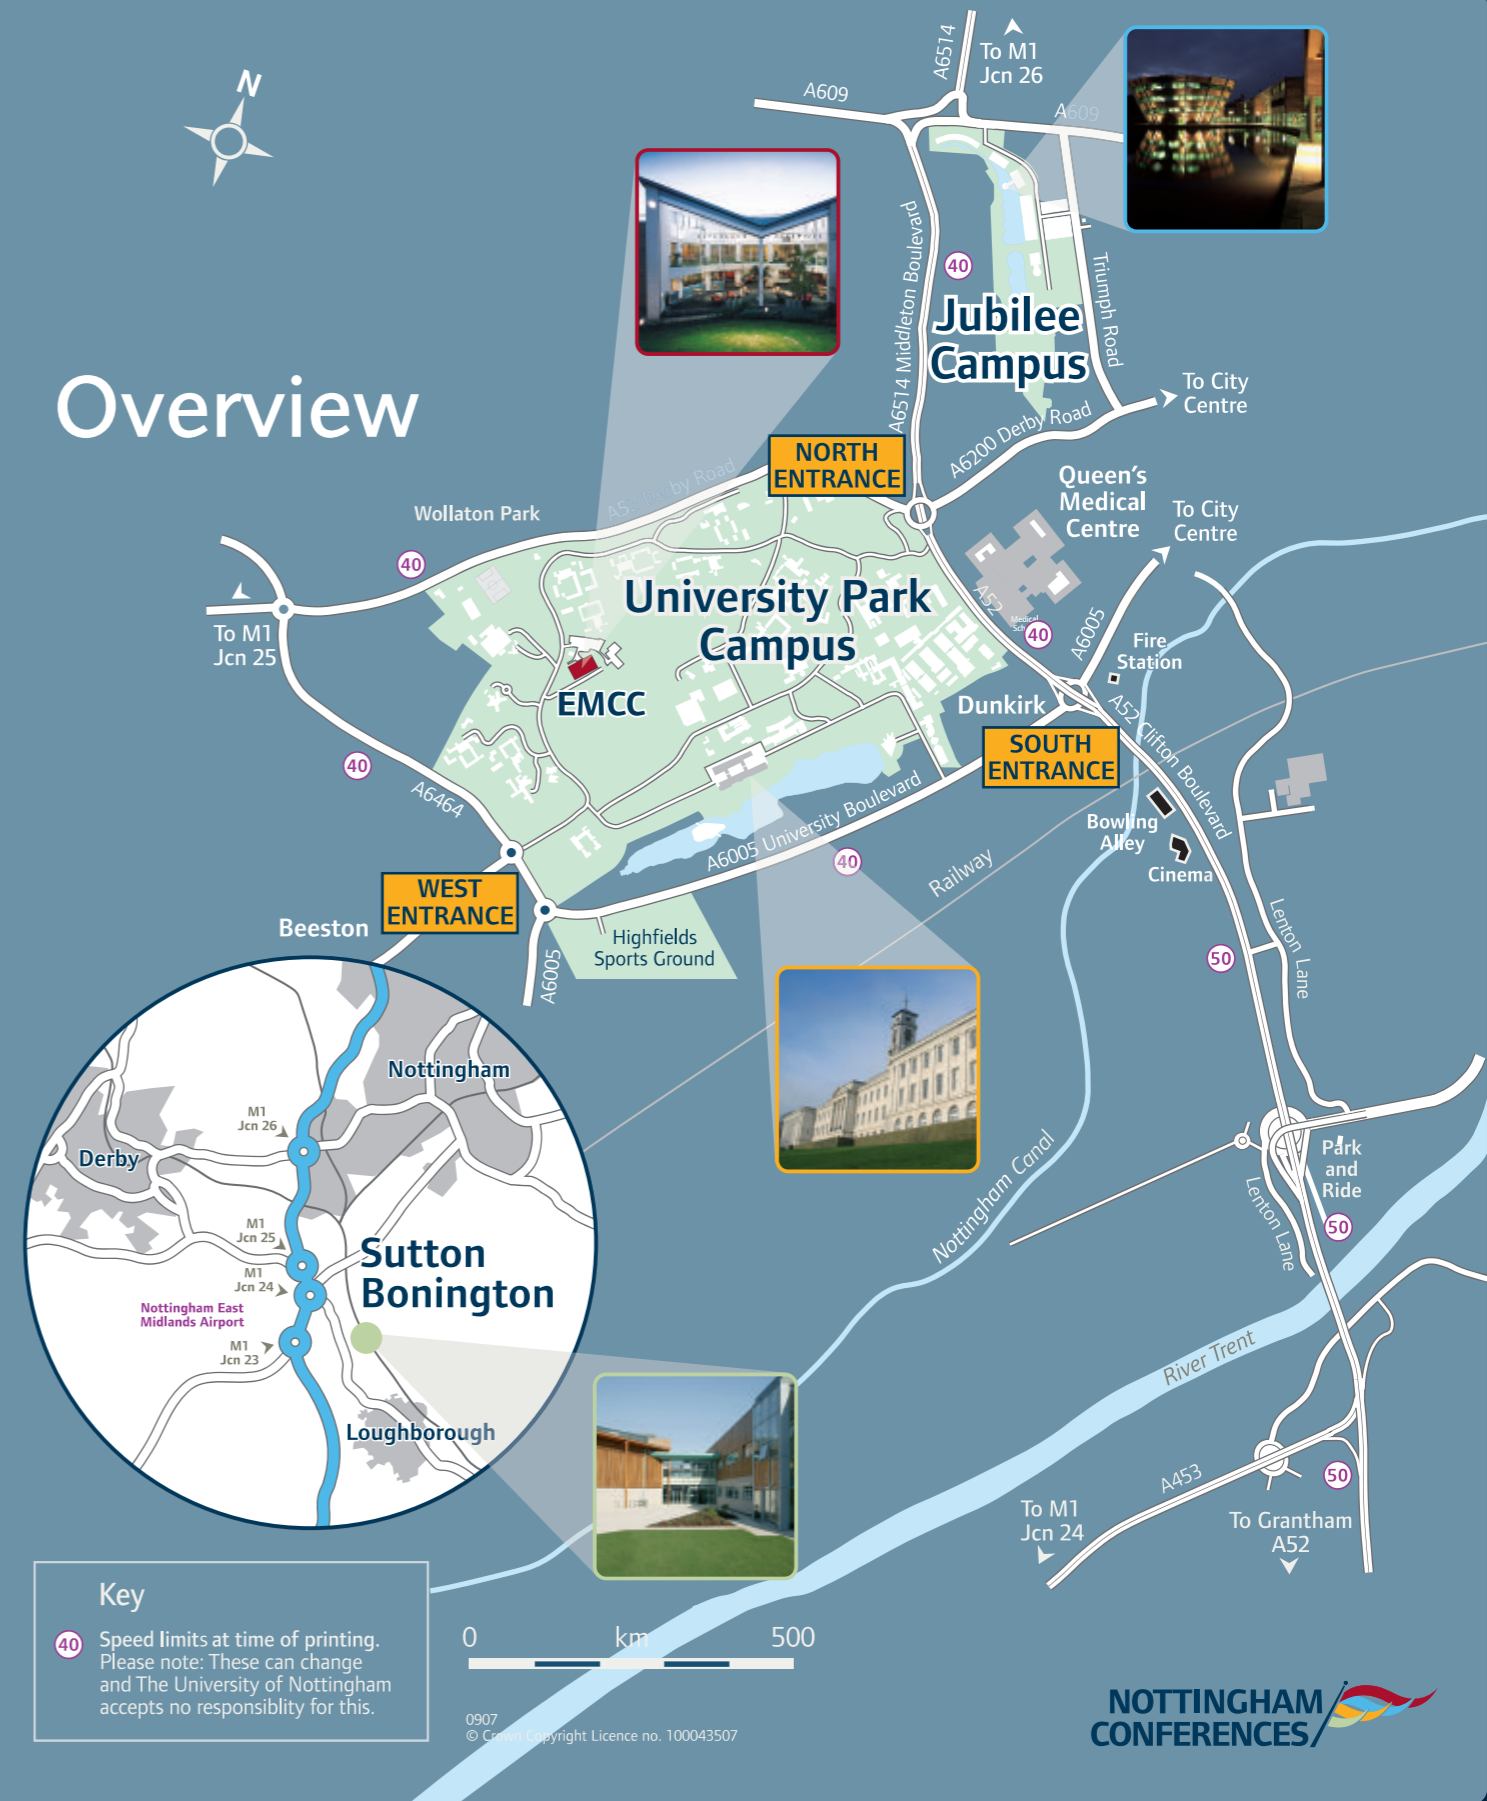 N
A6514
To M1
Jcn 26
A609
A609
Overview
A6514 Middleton Boulevard
40
Jubilee
Campus
Triumph Road
To City
Centre
A6200 Derby Road
NORTH
ENTRANCE
Derby Road
Wollaton Park
40
Queen's
Medical
Centre
To City
Centre
To M1
Jcn 25
University Park
Campus
A52
Medical
40
A6005
Fire
Station
EMCC
Dunkirk
SOUTH
ENTRANCE
A52 Clifton Boulevard
40
A6464
A6005 University Boulevard
40
Bowling
Alley
Cinema
Railway
WEST
ENTRANCE
Beeston
A6005
Highfields
Sports Ground
Lenton Lane
50
Nottingham
M1
Jcn 26
Derby
M1
Jcn 25
M1
Jcn 24
Nottingham East
Midlands Airport
M1
Jcn 23
Sutton
Bonington
Loughborough
Nottingham Canal
Park
and
Ride
Lenton Lane
50
River Trent
A453
50
To M1
Jcn 24
To Grantham
A52
Key
40
Speed limits at time of printing.
Please note: These can change
and The University of Nottingham
accepts no responsiblity for this.
0 km 500
0907
© Crown Copyright Licence no. 100043507
NOTTINGHAM
CONFERENCES